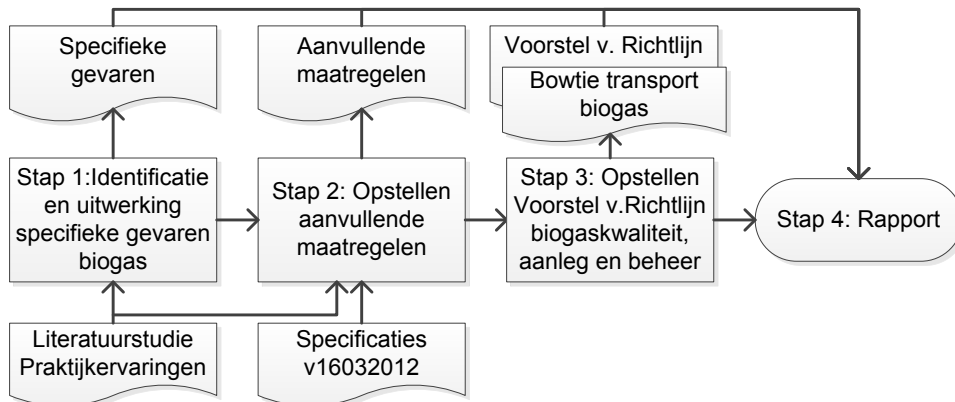 Specifieke
gevaren
Aanvullende
maatregelen
Voorstel v. Richtlijn
Bowtie transport
biogas
Stap 1:Identificatie
en uitwerking
specifieke gevaren
biogas
Stap 2: Opstellen
aanvullende
maatregelen
Stap 3: Opstellen
Voorstel v.Richtlijn
biogaskwaliteit,
aanleg en beheer
Stap 4: Rapport
Literatuurstudie
Praktijkervaringen
Specificaties
v16032012